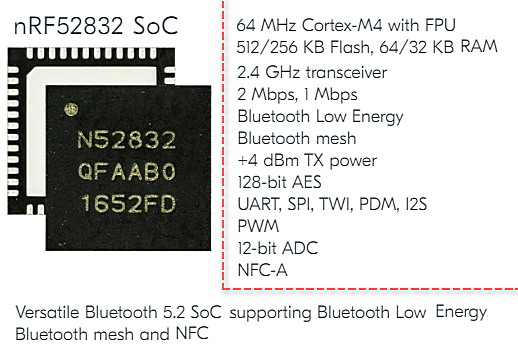 nRF52832 SoC
N52832
QFAAB0
1652FD
64 MHz Cortex-M4 with FPU
512/256 KB Flash, 64/32 KB RAM
2.4 GHz transceiver
2 Mbps, 1 Mbps
Bluetooth Low Energy
Bluetooth mesh
+4 dBm TX power
128-bit AES
UART, SPI, TWI, PDM, I2S
PWM
12-bit ADC
NFC-A
Versatile Bluetooth 5.2 SoC supporting Bluetooth Low Energy
Bluetooth mesh and NFC